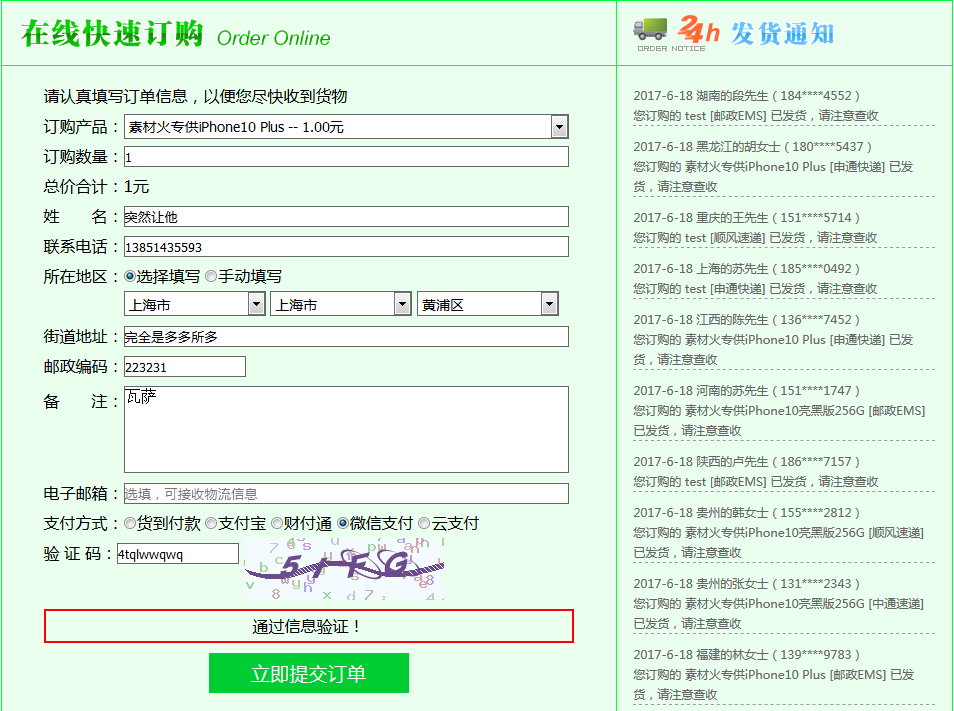 在线快速订购 Order Online
请认真填写订单信息，以便您尽快收到货物
订购产品： 素材火专供iPhone10 Plus -- 1.00元
订购数量： 1
总价合计：1元
姓　　名： 突然让他
联系电话： 13851435593
所在地区： 选择填写 手动填写
上海市 上海市 黄浦区
街道地址： 完全是多多所多
邮政编码： 223231
备　　注： 瓦萨
电子邮箱： 选填，可接收物流信息
支付方式： 货到付款 支付宝 财付通 微信支付 云支付
验 证 码： 4tqlwwqwq
通过信息验证！
立即提交订单
24h 发货通知
ORDER NOTICE
2017-6-18 湖南的段先生（184****4552）
您订购的 test [邮政EMS] 已发货，请注意查收
2017-6-18 黑龙江的胡女士（180****5437）
您订购的 素材火专供iPhone10 Plus [申通快递] 已发
货，请注意查收
2017-6-18 重庆的王先生（151****5714）
您订购的 test [顺风速递] 已发货，请注意查收
2017-6-18 上海的苏先生（185****0492）
您订购的 test [申通快递] 已发货，请注意查收
2017-6-18 江西的陈先生（136****7452）
您订购的 素材火专供iPhone10 Plus [申通快递] 已发
货，请注意查收
2017-6-18 河南的苏先生（151****1747）
您订购的 素材火专供iPhone10亮黑版256G [邮政EMS]
已发货，请注意查收
2017-6-18 陕西的卢先生（186****7157）
您订购的 test [邮政EMS] 已发货，请注意查收
2017-6-18 贵州的韩女士（155****2812）
您订购的 素材火专供iPhone10亮黑版256G [顺风速递]
已发货，请注意查收
2017-6-18 贵州的张女士（131****2343）
您订购的 素材火专供iPhone10亮黑版256G [中通速递]
已发货，请注意查收
2017-6-18 福建的林女士（139****9783）
您订购的 素材火专供iPhone10 Plus [邮政EMS] 已发
货，请注意查收